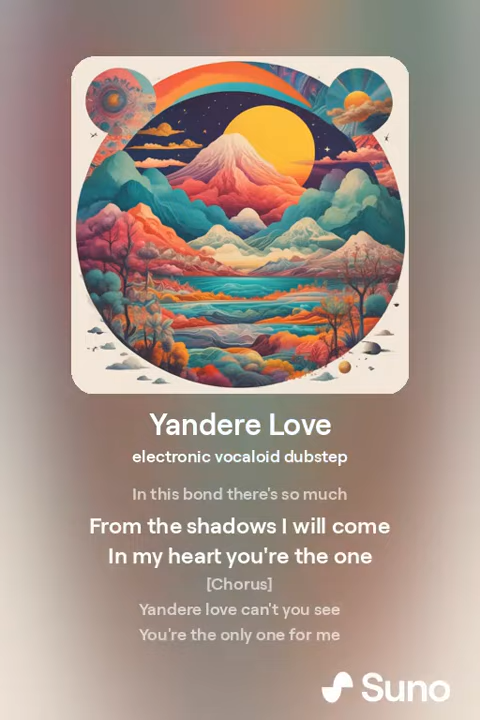 Yandere Love
electronic vocaloid dubstep
In this bond there's so much
From the shadows I will come
In my heart you're the one
[Chorus]
Yandere love can't you see
You're the only one for me
Suno